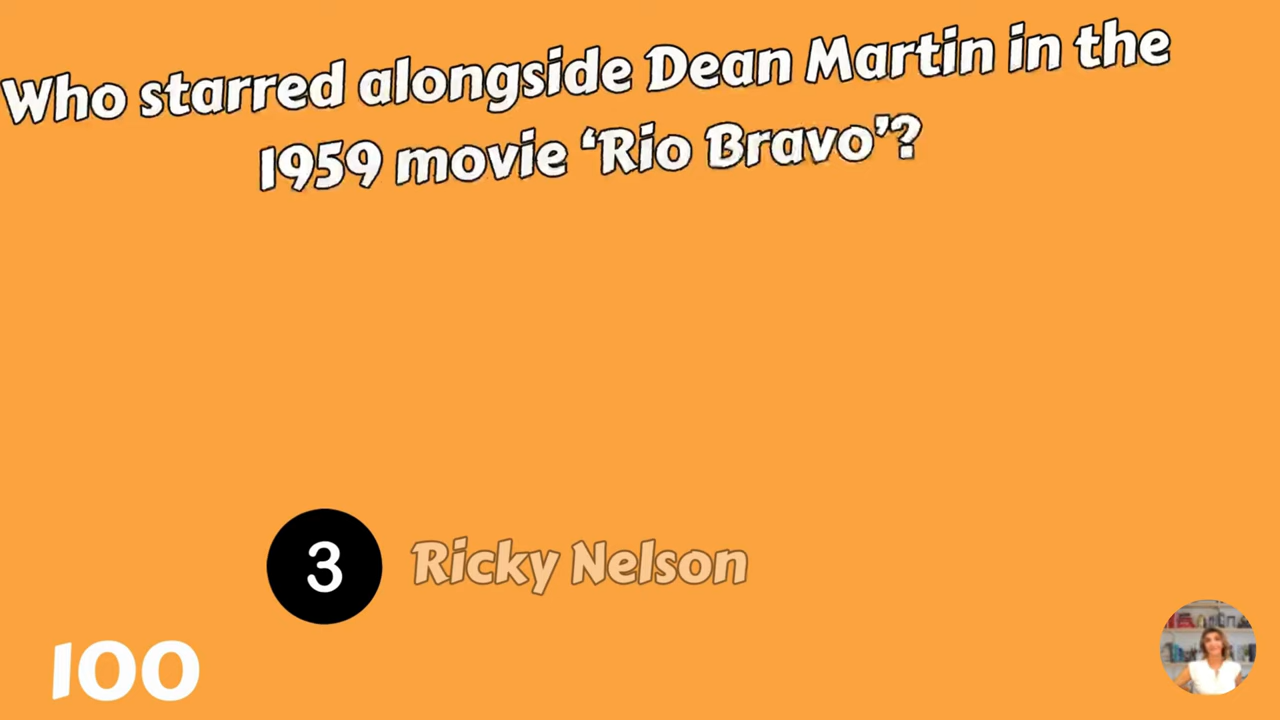 Who starred alongside Dean Martin in the
1959 movie ‘Rio Bravo’?
3 Ricky Nelson
100